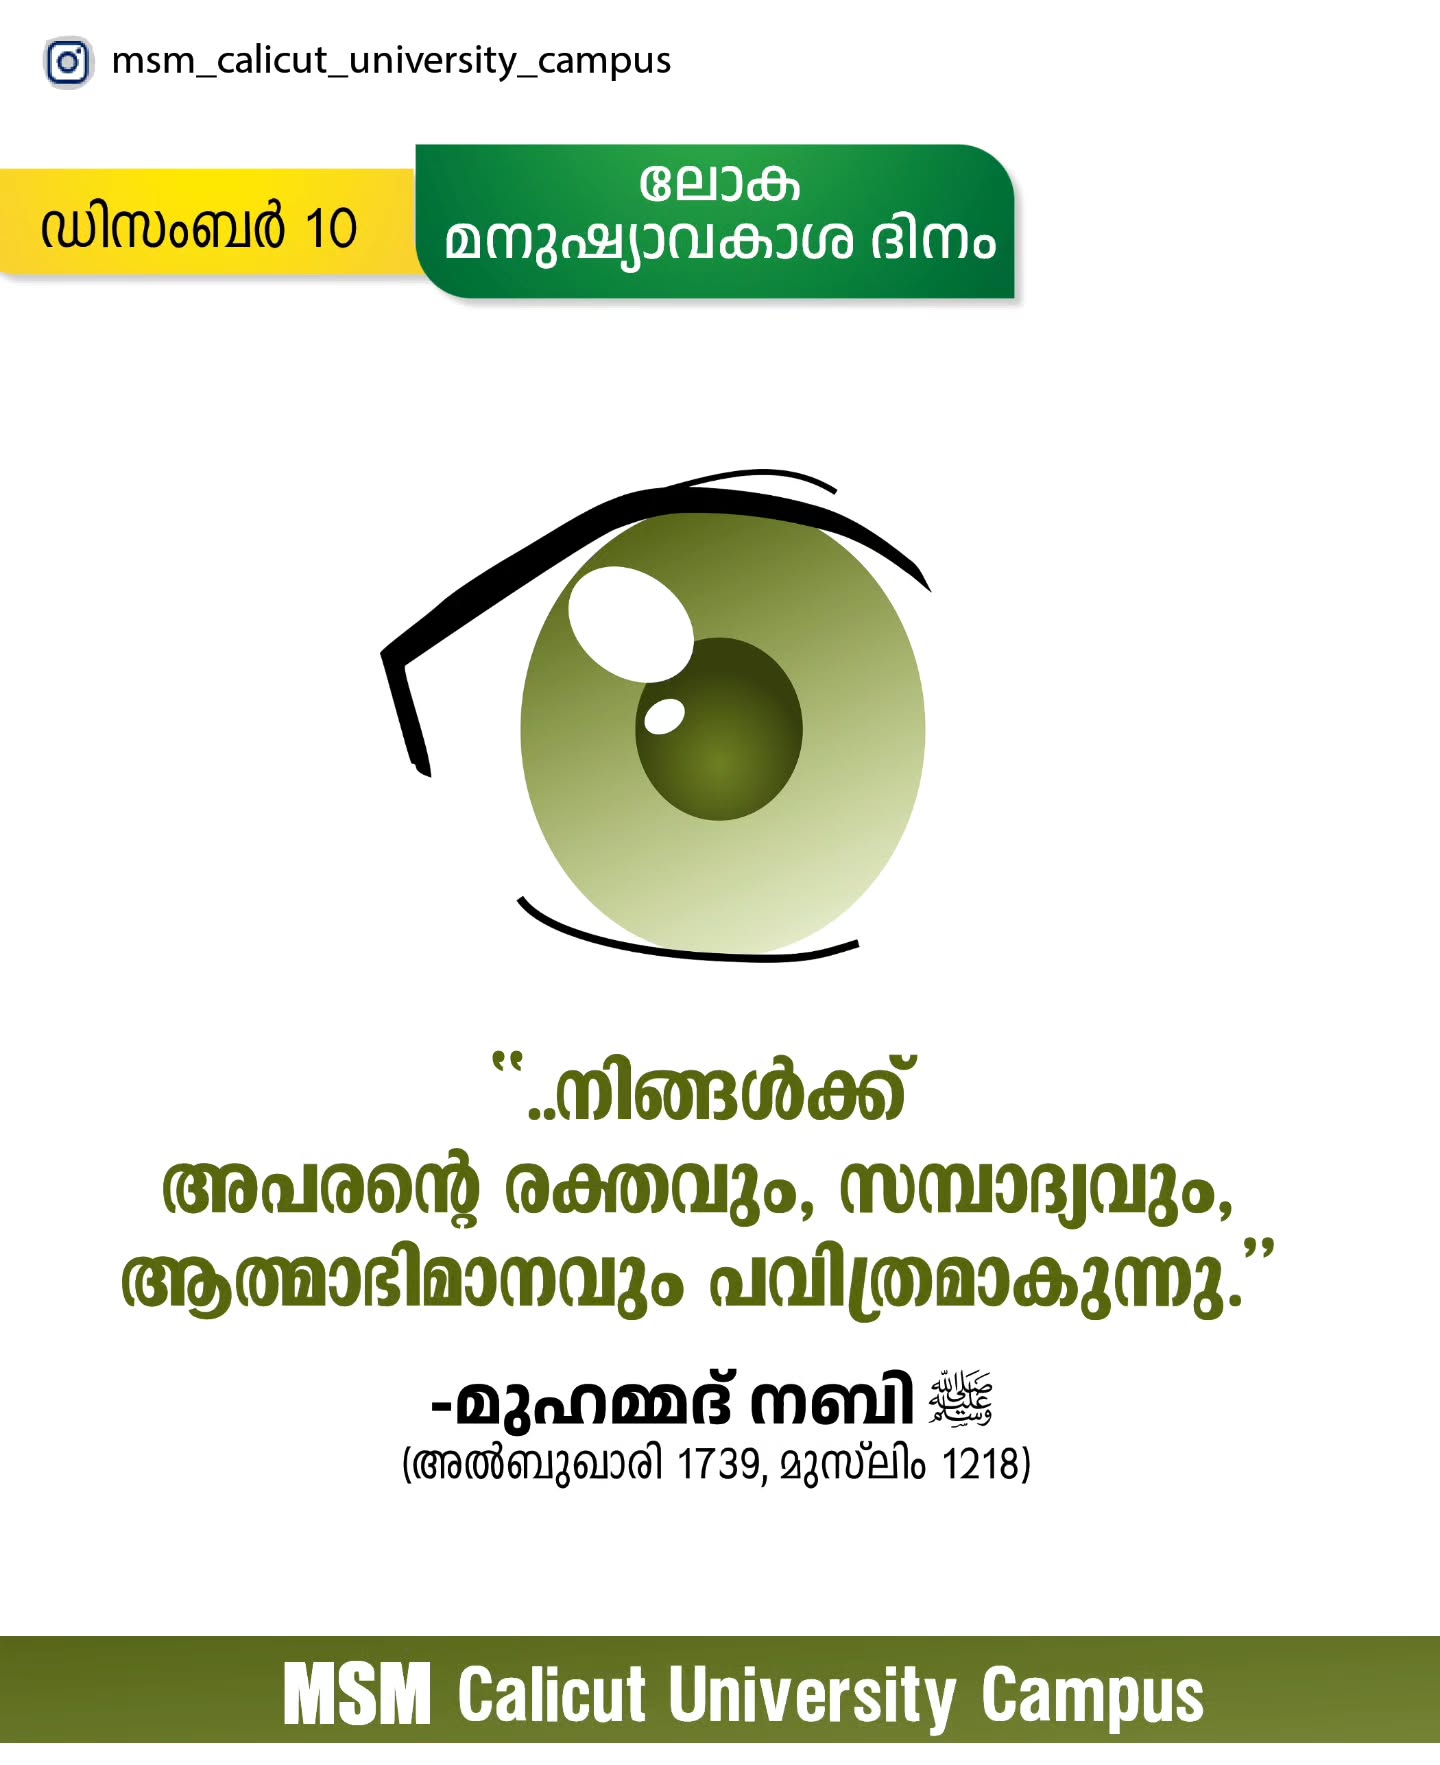 msm_calicut_university_campus
ഡിസംബർ 10
ലോക
മനുഷ്യാവകാശ ദിനം
“..നിങ്ങൾക്ക്
അപരന്റെ രക്തവും, സമ്പാദ്യവും,
ആത്മാഭിമാനവും പവിത്രമാകുന്നു.”
-മുഹമ്മദ് നബി ﷺ
(അൽബുഖാരി 1739, മുസ്‌ലിം 1218)
MSM Calicut University Campus